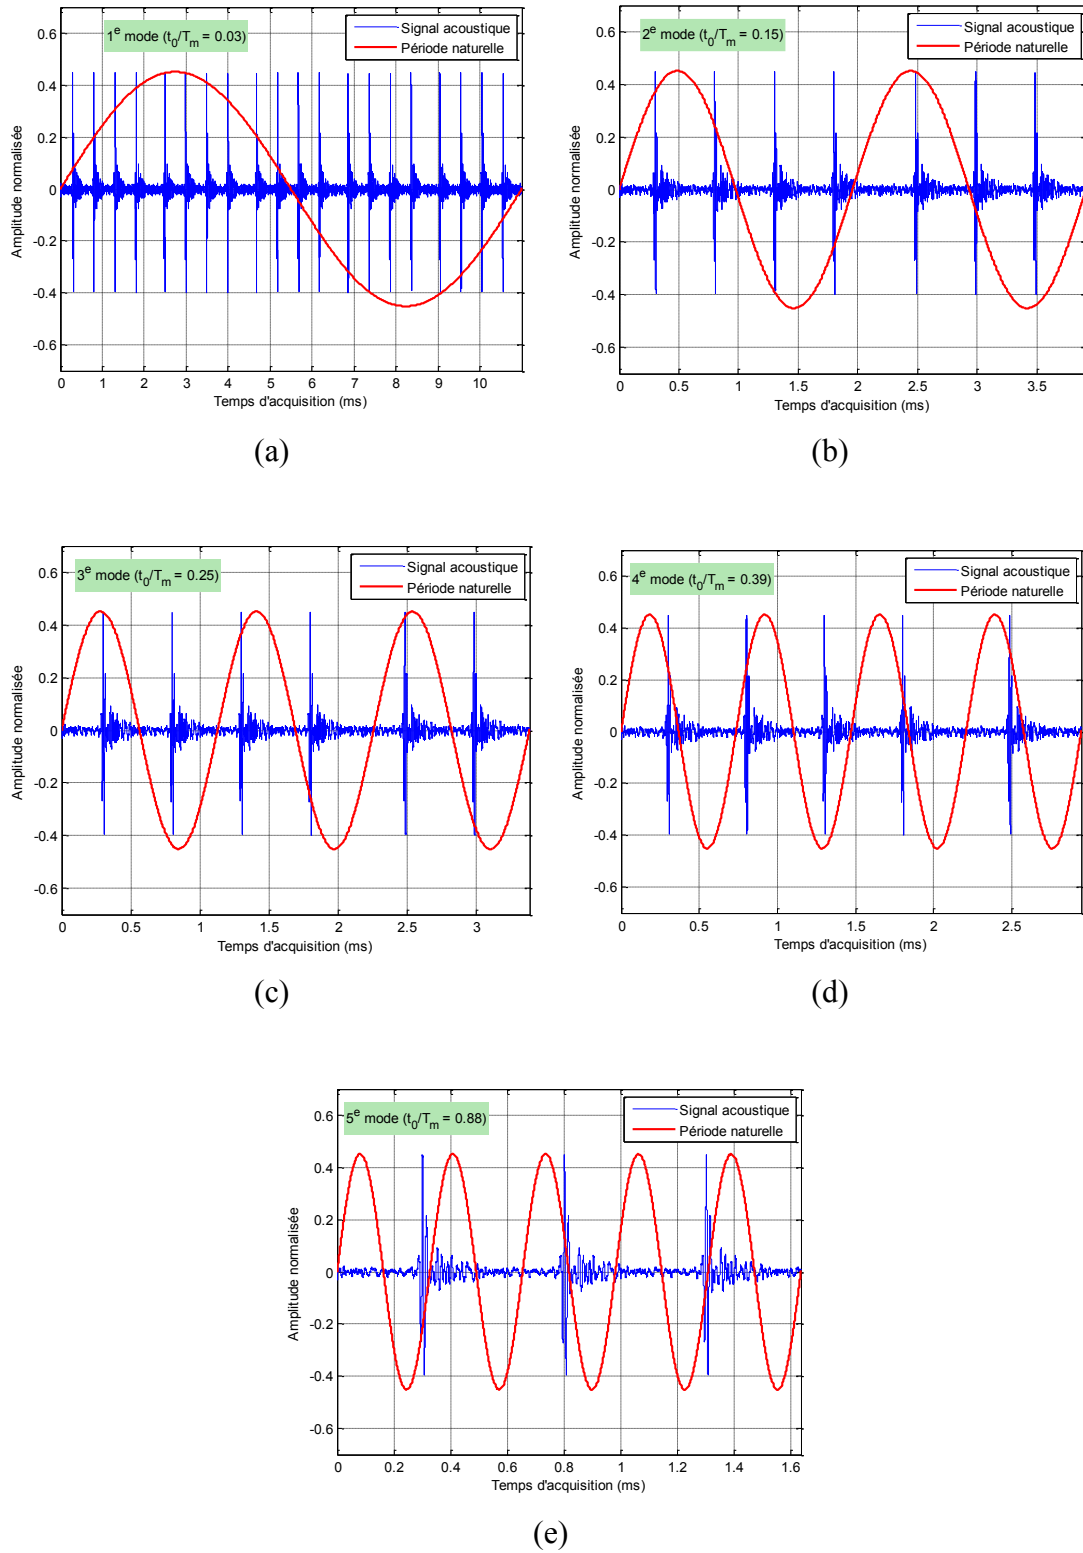 1e mode (t0/Tm = 0.03)
Signal acoustique
Période naturelle
Amplitude normalisée
0.6
0.4
0.2
0
-0.2
-0.4
-0.6
0 1 2 3 4 5 6 7 8 9 10
Temps d'acquisition (ms)
(a)
2e mode (t0/Tm = 0.15)
Signal acoustique
Période naturelle
Amplitude normalisée
0.6
0.4
0.2
0
-0.2
-0.4
-0.6
0 0.5 1 1.5 2 2.5 3 3.5
Temps d'acquisition (ms)
(b)
3e mode (t0/Tm = 0.25)
Signal acoustique
Période naturelle
Amplitude normalisée
0.6
0.4
0.2
0
-0.2
-0.4
-0.6
0 0.5 1 1.5 2 2.5 3
Temps d'acquisition (ms)
(c)
4e mode (t0/Tm = 0.39)
Signal acoustique
Période naturelle
Amplitude normalisée
0.6
0.4
0.2
0
-0.2
-0.4
-0.6
0 0.5 1 1.5 2 2.5
Temps d'acquisition (ms)
(d)
5e mode (t0/Tm = 0.88)
Signal acoustique
Période naturelle
Amplitude normalisée
0.6
0.4
0.2
0
-0.2
-0.4
-0.6
0 0.2 0.4 0.6 0.8 1 1.2 1.4 1.6
Temps d'acquisition (ms)
(e)